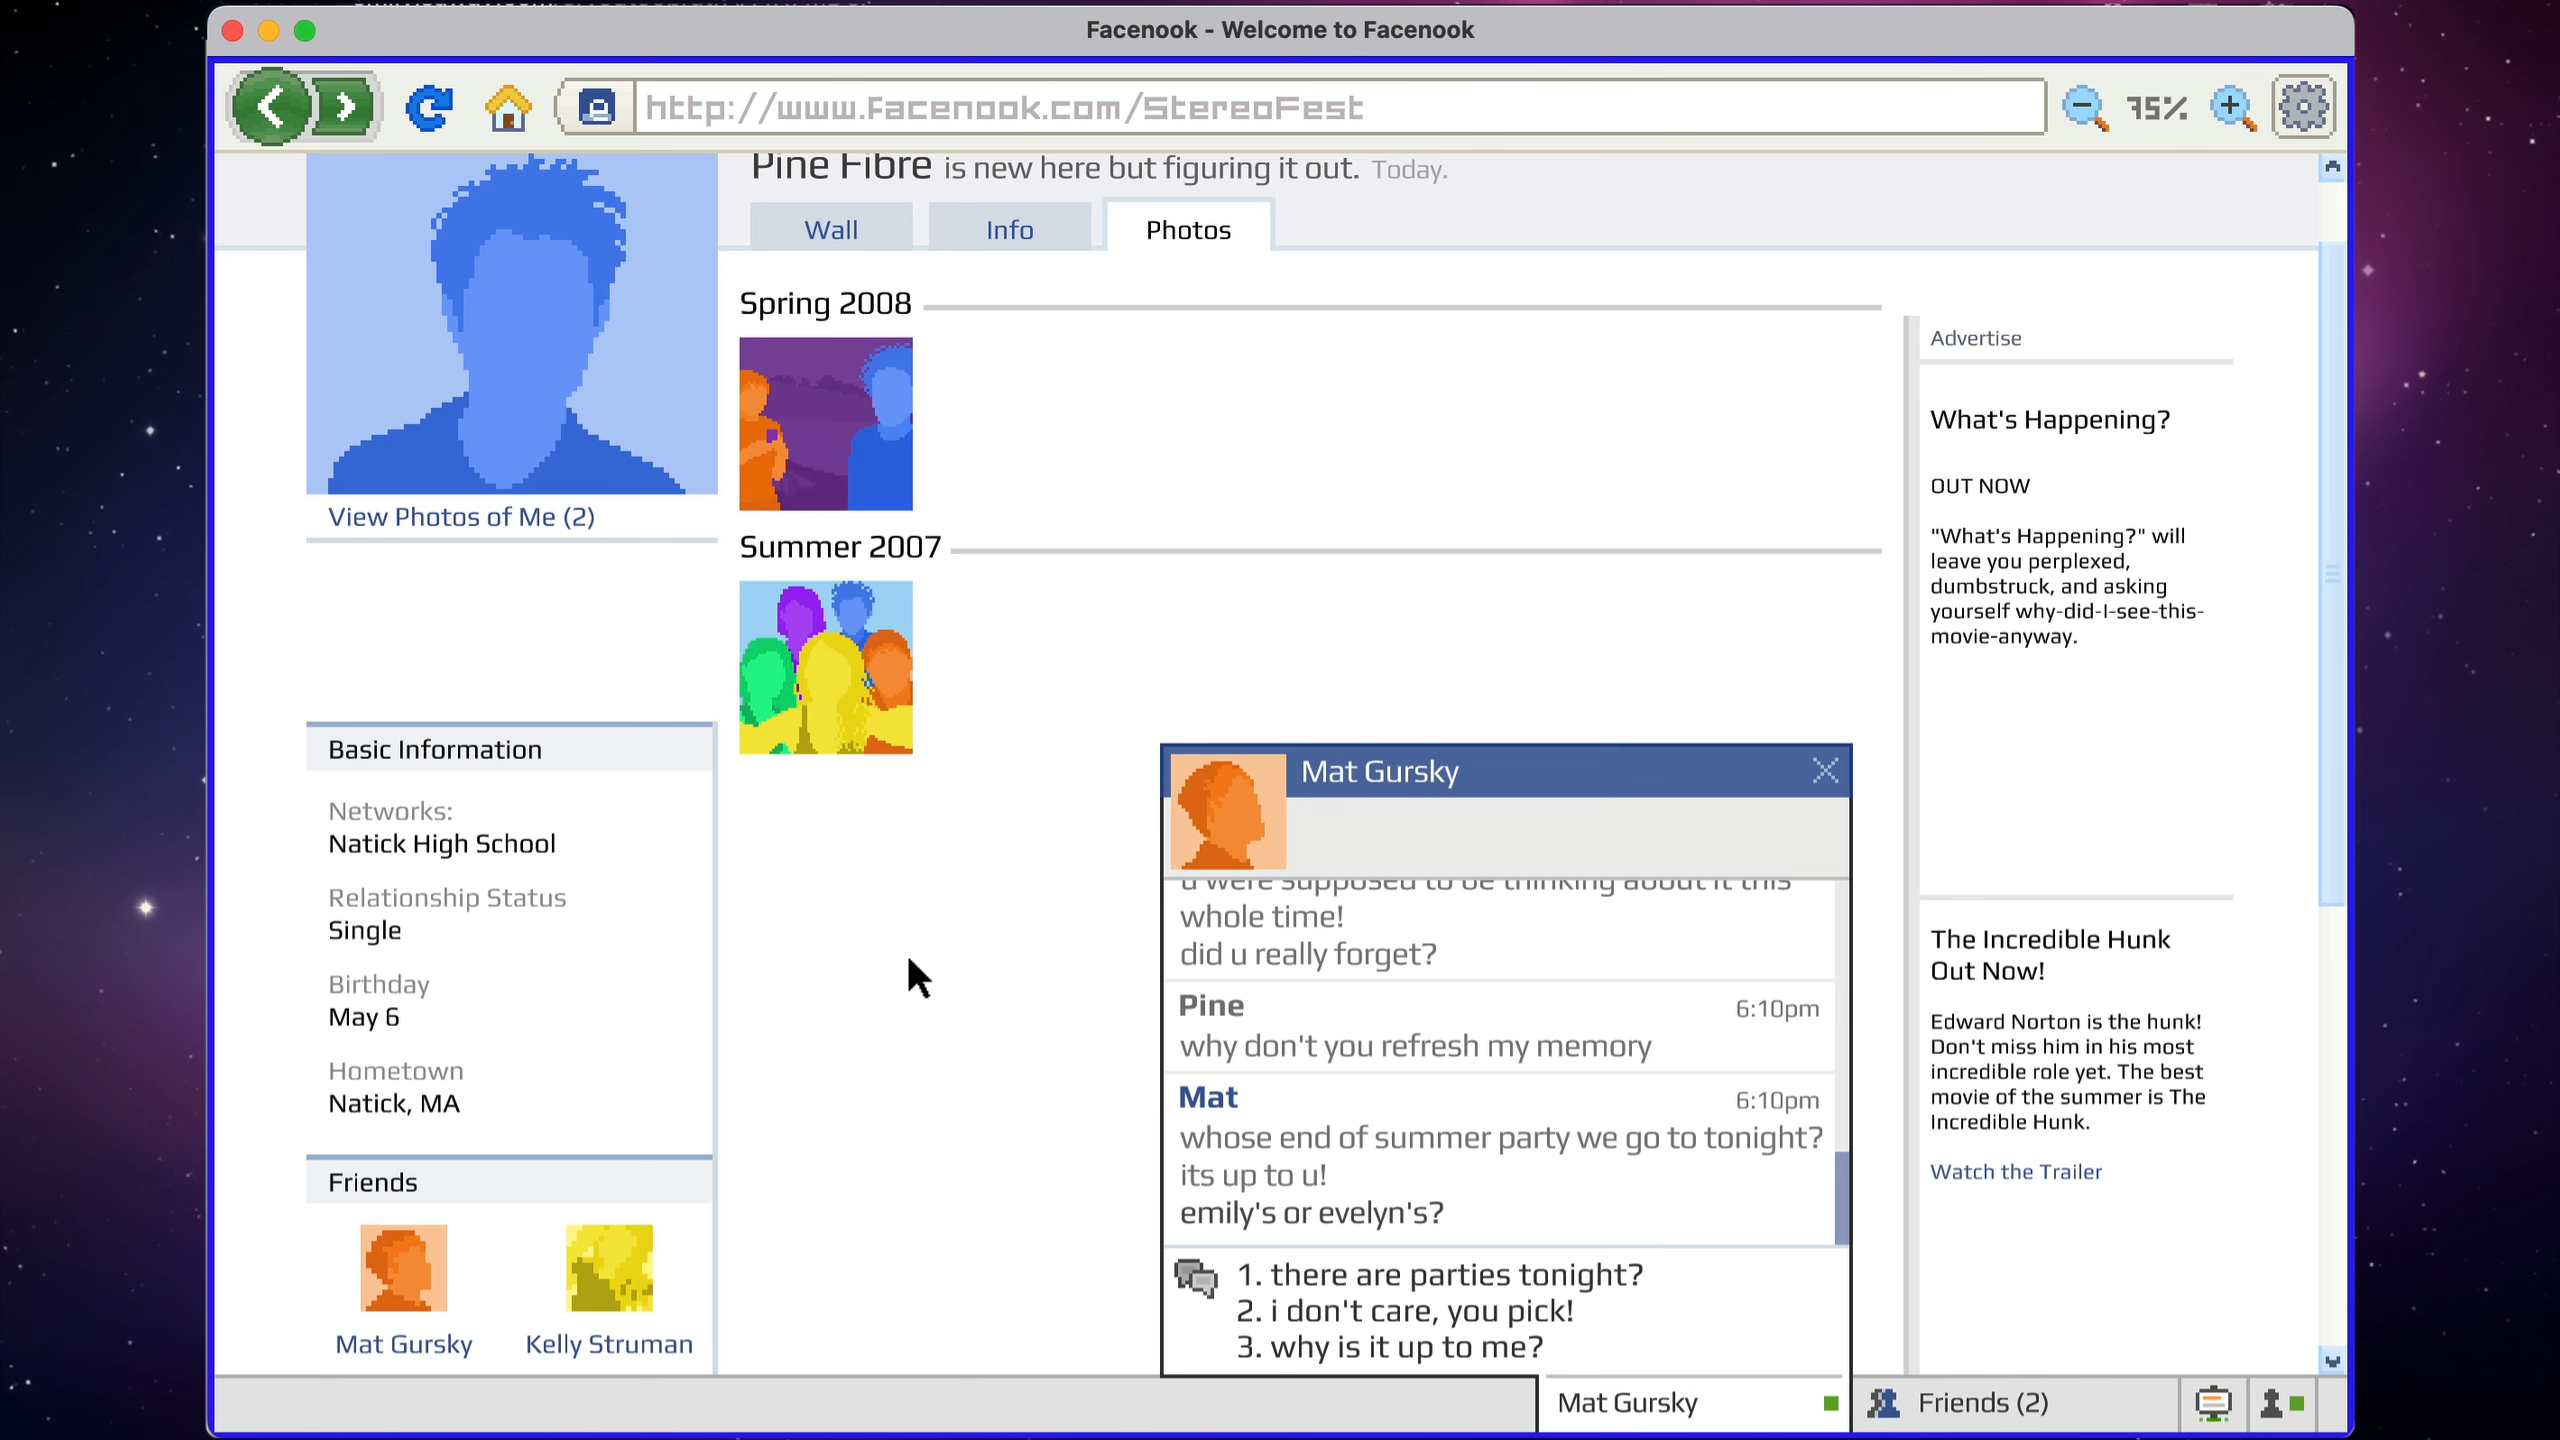 Facenook - Welcome to Facenook
http://www.Facenook.com/StereoFest
75%
Pine Fibre is new here but figuring it out. Today.
Wall
Info
Photos
View Photos of Me (2)
Basic Information
Networks:
Natick High School
Relationship Status
Single
Birthday
May 6
Hometown
Natick, MA
Friends
Mat Gursky
Kelly Struman
Spring 2008
Summer 2007
Advertise
What's Happening?
OUT NOW
"What's Happening?" will
leave you perplexed,
dumbstruck, and asking
yourself why-did-I-see-this-
movie-anyway.
The Incredible Hunk
Out Now!
Edward Norton is the hunk!
Don't miss him in his most
incredible role yet. The best
movie of the summer is The
Incredible Hunk.
Watch the Trailer
Mat Gursky
u were supposed to be thinking about it this
whole time!
did u really forget?
Pine 6:10pm
why don't you refresh my memory
Mat 6:10pm
whose end of summer party we go to tonight?
its up to u!
emily's or evelyn's?
1. there are parties tonight?
2. i don't care, you pick!
3. why is it up to me?
Mat Gursky
Friends (2)